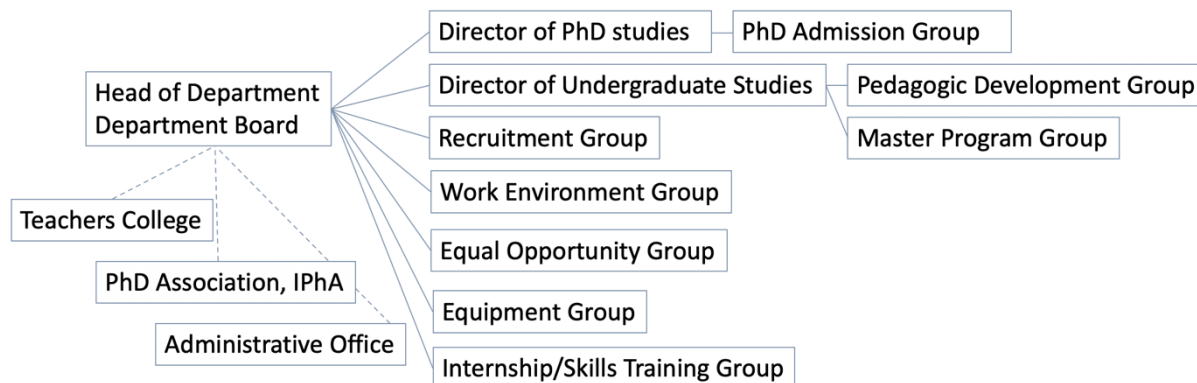 Director of PhD studies
PhD Admission Group
Head of Department
Department Board
Director of Undergraduate Studies
Pedagogic Development Group
Recruitment Group
Master Program Group
Work Environment Group
Teachers College
Equal Opportunity Group
PhD Association, IPhA
Equipment Group
Administrative Office
Internship/Skills Training Group